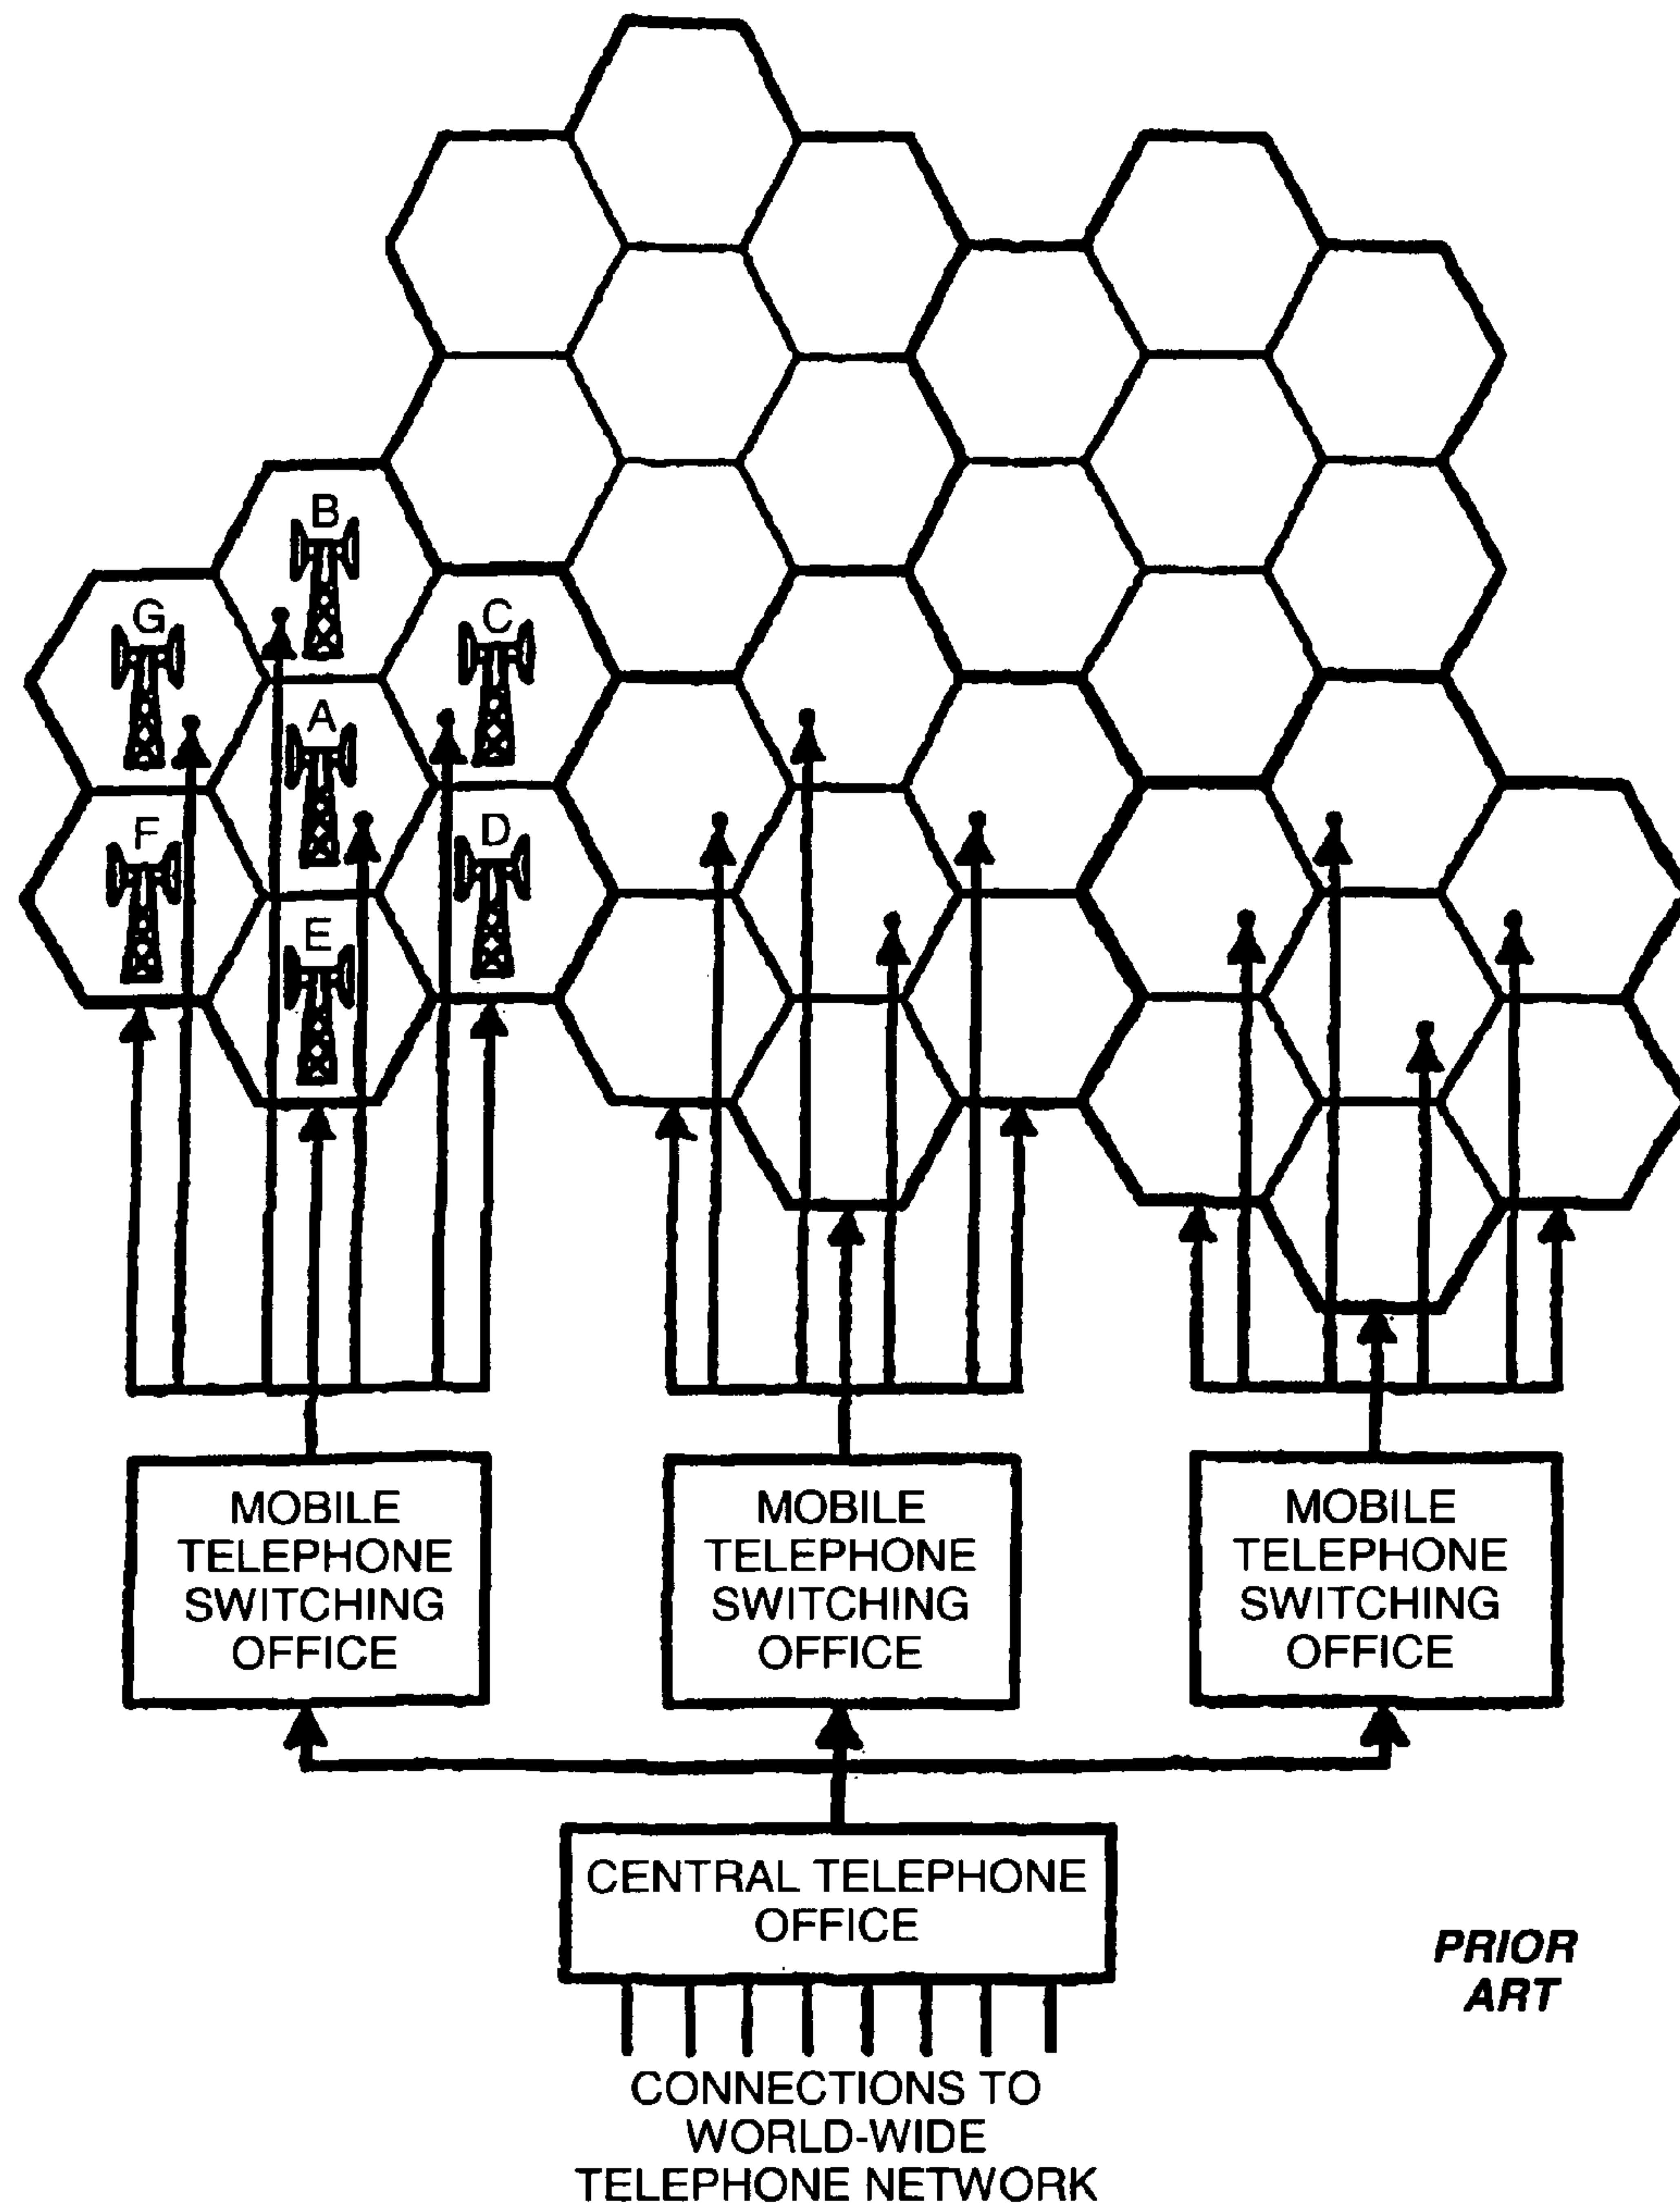 B
G
C
A
F
D
E
MOBILE
TELEPHONE
SWITCHING
OFFICE
MOBILE
TELEPHONE
SWITCHING
OFFICE
MOBILE
TELEPHONE
SWITCHING
OFFICE
CENTRAL TELEPHONE
OFFICE
PRIOR
ART
CONNECTIONS TO
WORLD-WIDE
TELEPHONE NETWORK